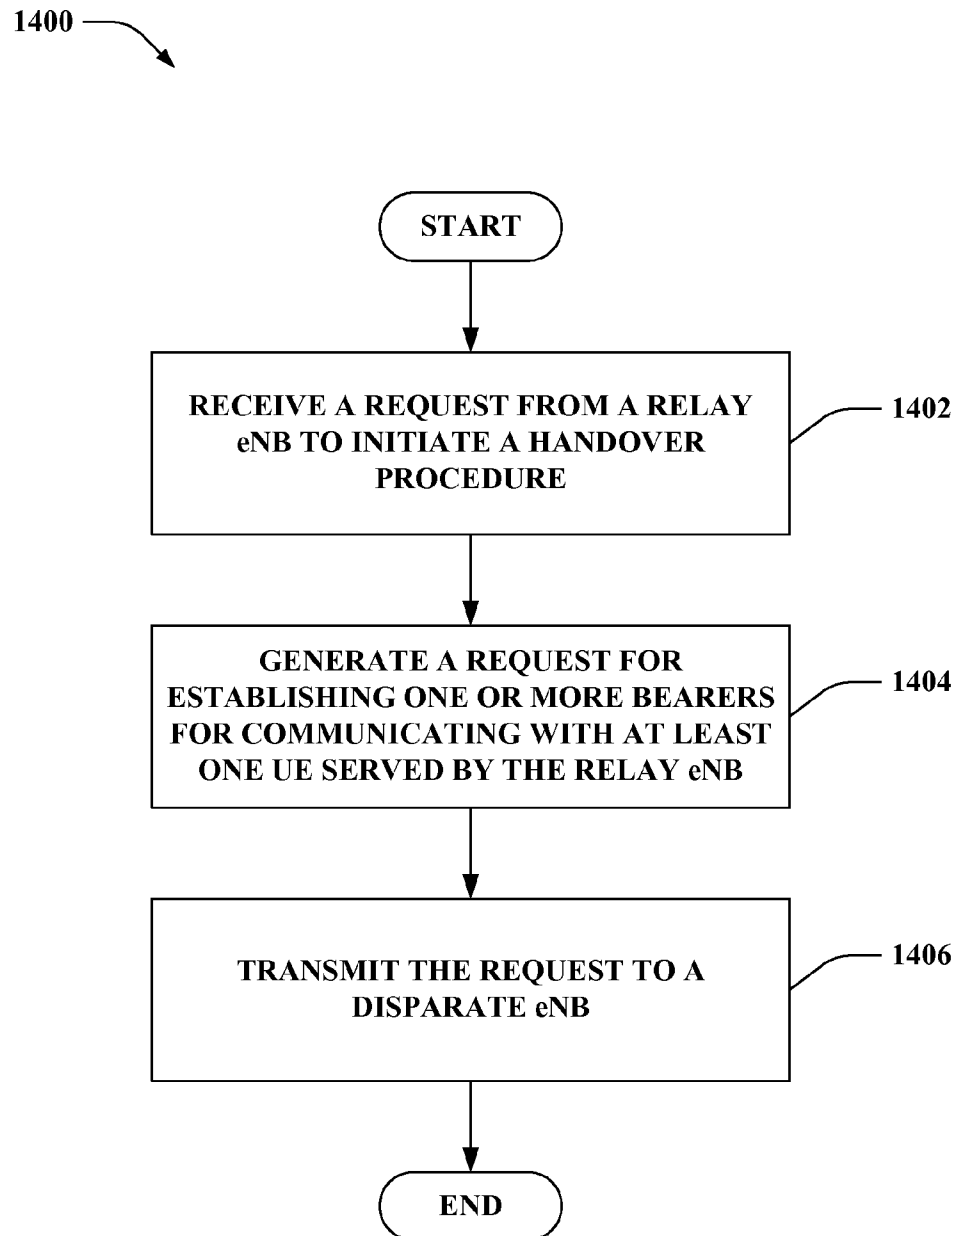 1400
START
RECEIVE A REQUEST FROM A RELAY
eNB TO INITIATE A HANDOVER
PROCEDURE
1402
GENERATE A REQUEST FOR
ESTABLISHING ONE OR MORE BEARERS
FOR COMMUNICATING WITH AT LEAST
ONE UE SERVED BY THE RELAY eNB
1404
TRANSMIT THE REQUEST TO A
DISPARATE eNB
1406
END